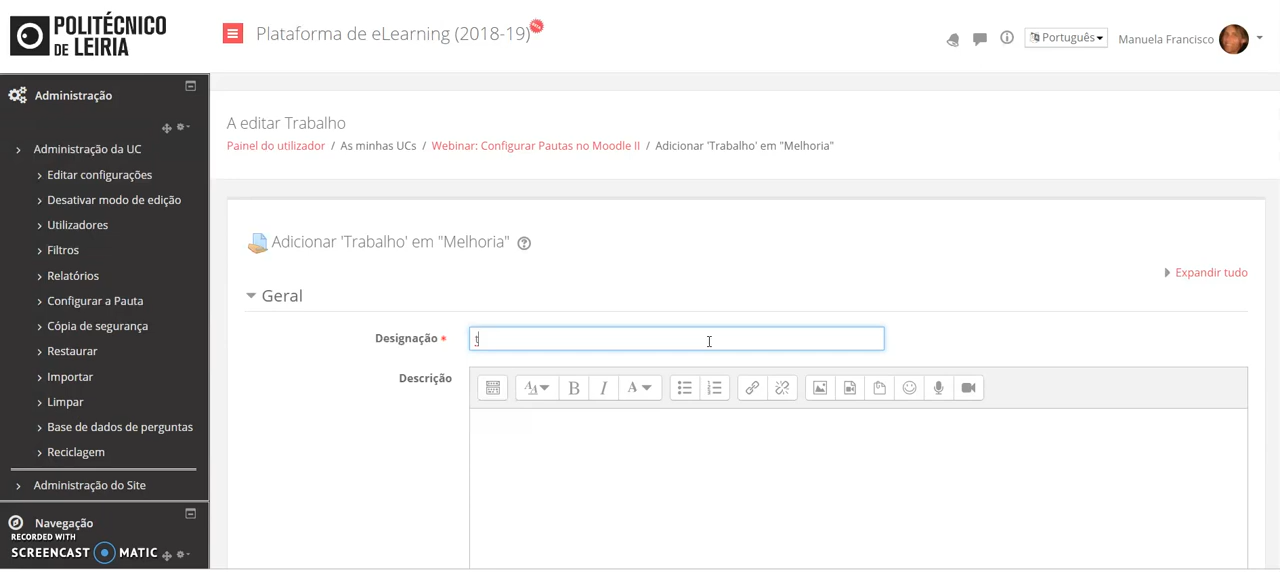 POLITÉCNICO
DE LEIRIA
Plataforma de eLearning (2018-19)
Português
Manuela Francisco
Administração
Administração da UC
Editar configurações
Desativar modo de edição
Utilizadores
Filtros
Relatórios
Configurar a Pauta
Cópia de segurança
Restaurar
Importar
Limpar
Base de dados de perguntas
Reciclagem
Administração do Site
Navegação
RECORDED WITH
SCREENCAST MATIC
A editar Trabalho
Painel do utilizador / As minhas UCs / Webinar: Configurar Pautas no Moodle II / Adicionar 'Trabalho' em "Melhoria"
Adicionar 'Trabalho' em "Melhoria"
Expandir tudo
Geral
Designação
t
Descrição